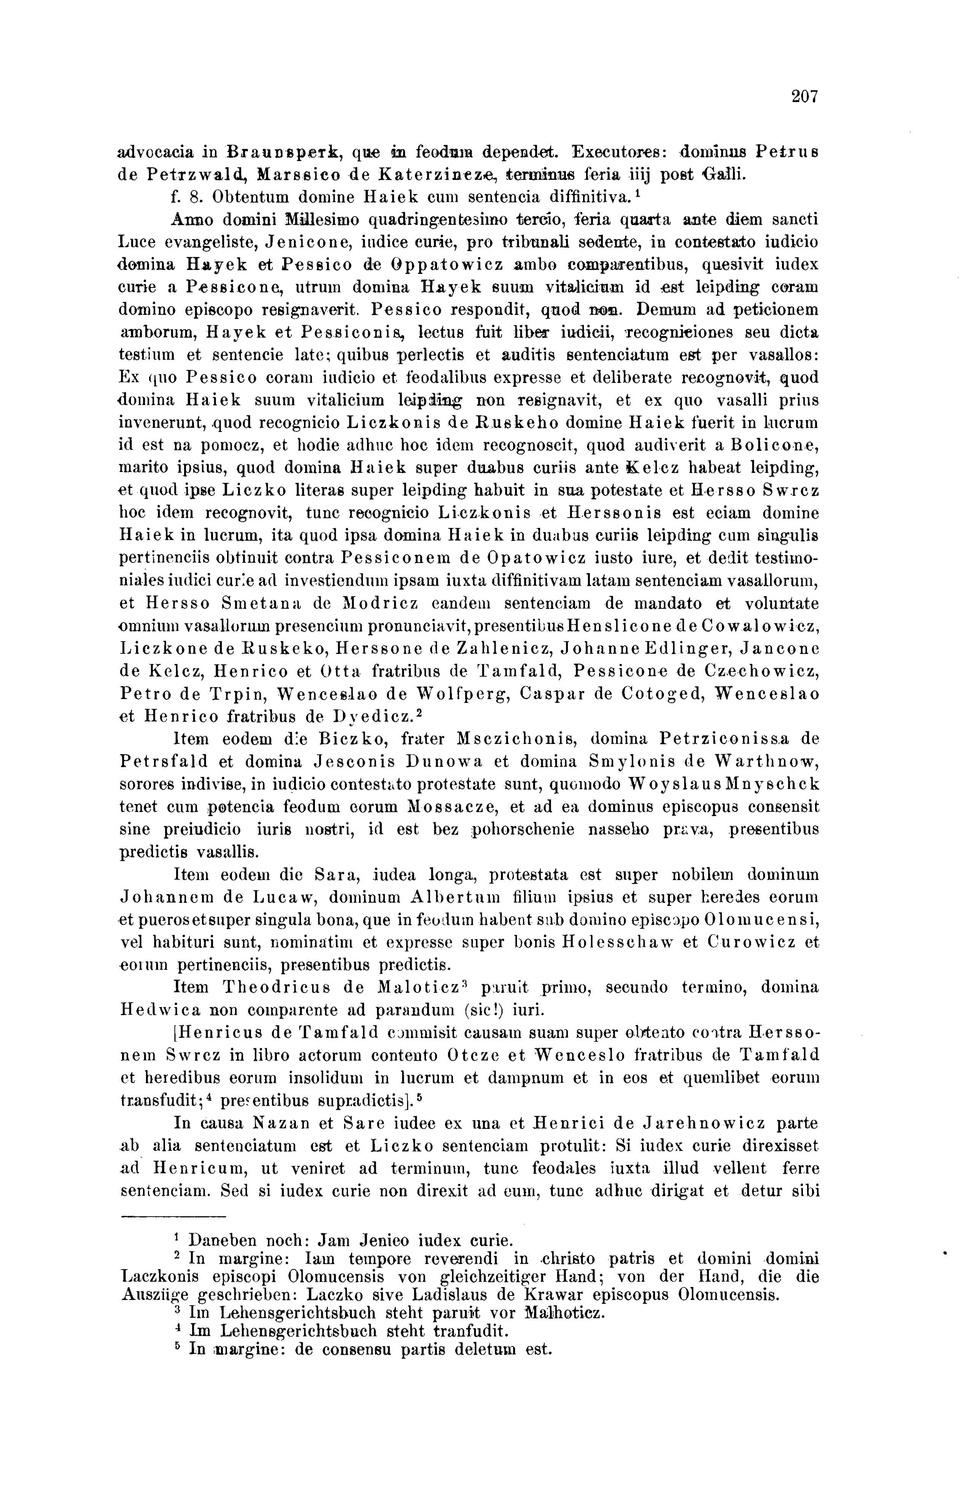 207
advocacia in Braunsperk, que in feodum dependet. Executores: dominus Petrus
de Petrzwald, Marssico de Katerzineze, terminus feria iiij post Galli.
f. 8. Obtentum domine Haiek cum sentencia diffinitiva. ¹
Anno domini Millesimo quadringentesimo tercio, feria quarta ante diem sancti
Luce evangeliste, Jenicone, iudice curie, pro tribunali sedente, in contestato iudicio
domina Hayek et Pessico de Oppatowicz ambo comparentibus, quesivit iudex
curie a Pessicone, utrum domina Hayek suum vitalicium id est leipding coram
domino episcopo resignaverit. Pessico respondit, quod non. Demum ad peticionem
amborum, Hayek et Pessiconis, lectus fuit liber iudicii, recogniciones seu dicta
testium et sentencie late; quibus perlectis et auditis sentenciatum est per vasallos:
Ex quo Pessico coram iudicio et feodalibus expresse et deliberate recognovit, quod
domina Haiek suum vitalicium leipding non resignavit, et ex quo vasalli prius
invenerunt, quod recognicio Liczkonis de Ruskeho domine Haiek fuerit in lucrum
id est na pomocz, et hodie adhuc hoc idem recognoscit, quod audiverit a Bolicone,
marito ipsius, quod domina Haiek super duabus curiis ante Kelcz habeat leipding,
et quod ipse Liczko literas super leipding habuit in sua potestate et Hersso Swrcz
hoc idem recognovit, tunc recognicio Liczkonis et Herssonis est eciam domine
Haiek in lucrum, ita quod ipsa domina Haiek in duabus curiis leipding cum singulis
pertinenciis obtinuit contra Pessiconem de Opatowicz iusto iure, et dedit testimo-
niales iudici curie ad investiendum ipsam iuxta diffinitivam latam sentenciam vasallorum,
et Hersso Smetana de Modricz eandem sentenciam de mandato et voluntate
omnium vasallorum presencium pronunciavit, presentibus Henslicone de Cowalowicz,
Liczkone de Ruskeko, Herssone de Zahlenicz, Johanne Edlinger, Jancone
de Kelcz, Henrico et Otta fratribus de Tamfald, Pessicone de Czechowicz,
Petro de Trpin, Wenceslao de Wolfperg, Caspar de Cotoged, Wenceslao
et Henrico fratribus de Dyedicz. ²
Item eodem die Biczko, frater Msczichonis, domina Petrziconissa de
Petrsfald et domina Jesconis Dunowa et domina Smylonis de Warthnow,
sorores indivise, in iudicio contestato protestate sunt, quomodo Woyslaus Mnyschck
tenet cum potencia feodum eorum Mossacze, et ad ea dominus episcopus consensit
sine preiudicio iuris nostri, id est bez pohorschenie nasseho prava, presentibus
predictis vasallis.
Item eodem die Sara, iudea longa, protestata est super nobilem dominum
Johannem de Lucaw, dominum Albertum filium ipsius et super heredes eorum
et pueros et super singula bona, que in feodum habent sub domino episcopo Olomucensi,
vel habituri sunt, nominatim et expresse super bonis Holesschaw et Curowicz et
eorum pertinenciis, presentibus predictis.
Item Theodricus de Maloticz ³ paruit primo, secundo termino, domina
Hedwica non comparente ad parandum (sic!) iuri.
[Henricus de Tamfald commisit causam suam super obtento contra Hersso-
nem Swrcz in libro actorum contento Otcze et Wenceslo fratribus de Tamfald
et heredibus eorum insolidum in lucrum et dampnum et in eos et quemlibet eorum
transfudit; ⁴ presentibus supradictis]. ⁵
In causa Nazan et Sare iudee ex una et Henrici de Jarehnowicz parte
ab alia sentenciatum est et Liczko sentenciam protulit: Si iudex curie direxisset
ad Henricum, ut veniret ad terminum, tunc feodales iuxta illud vellent ferre
sentenciam. Sed si iudex curie non direxit ad eum, tunc adhuc dirigat et detur sibi
¹ Daneben noch: Jam Jenico iudex curie.
² In margine: Iam tempore reverendi in christo patris et domini domini
Laczkonis episcopi Olomucensis von gleichzeitiger Hand; von der Hand, die die
Auszüge geschrieben: Laczko sive Ladislaus de Krawar episcopus Olomucensis.
³ Im Lehensgerichtsbuch steht paruit vor Malhoticz.
⁴ Im Lehensgerichtsbuch steht tranfudit.
⁵ In margine: de consensu partis deletum est.